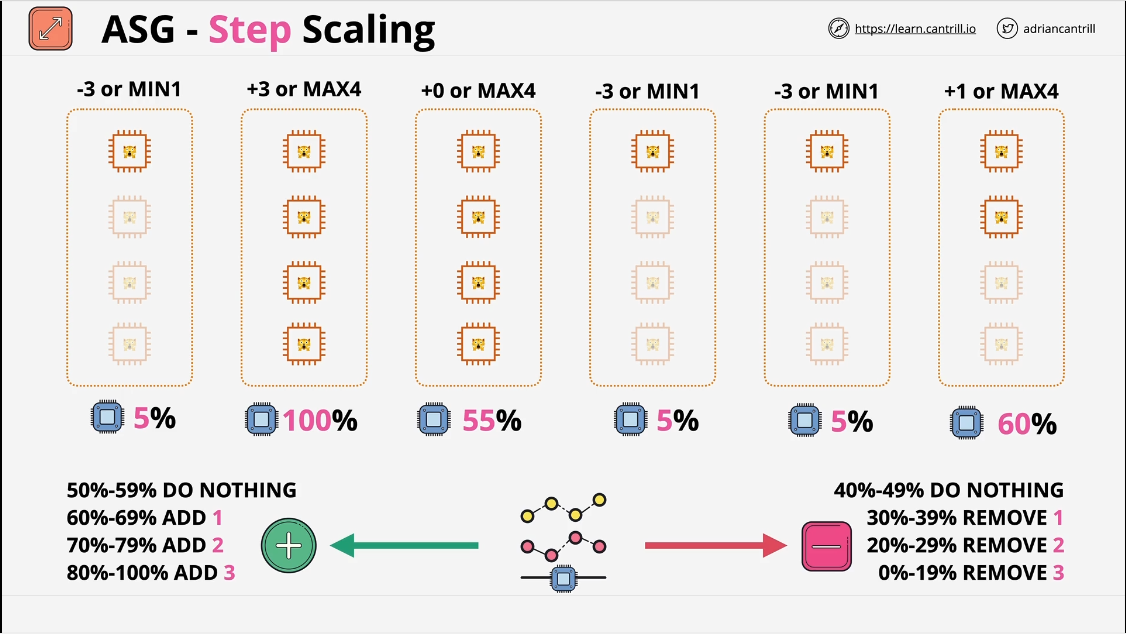 ASG - Step Scaling
https://learn.cantrill.io
adriancantrill
-3 or MIN1
+3 or MAX4
+0 or MAX4
-3 or MIN1
-3 or MIN1
+1 or MAX4
5%
100%
55%
5%
5%
60%
50%-59% DO NOTHING
60%-69% ADD 1
70%-79% ADD 2
80%-100% ADD 3
40%-49% DO NOTHING
30%-39% REMOVE 1
20%-29% REMOVE 2
0%-19% REMOVE 3